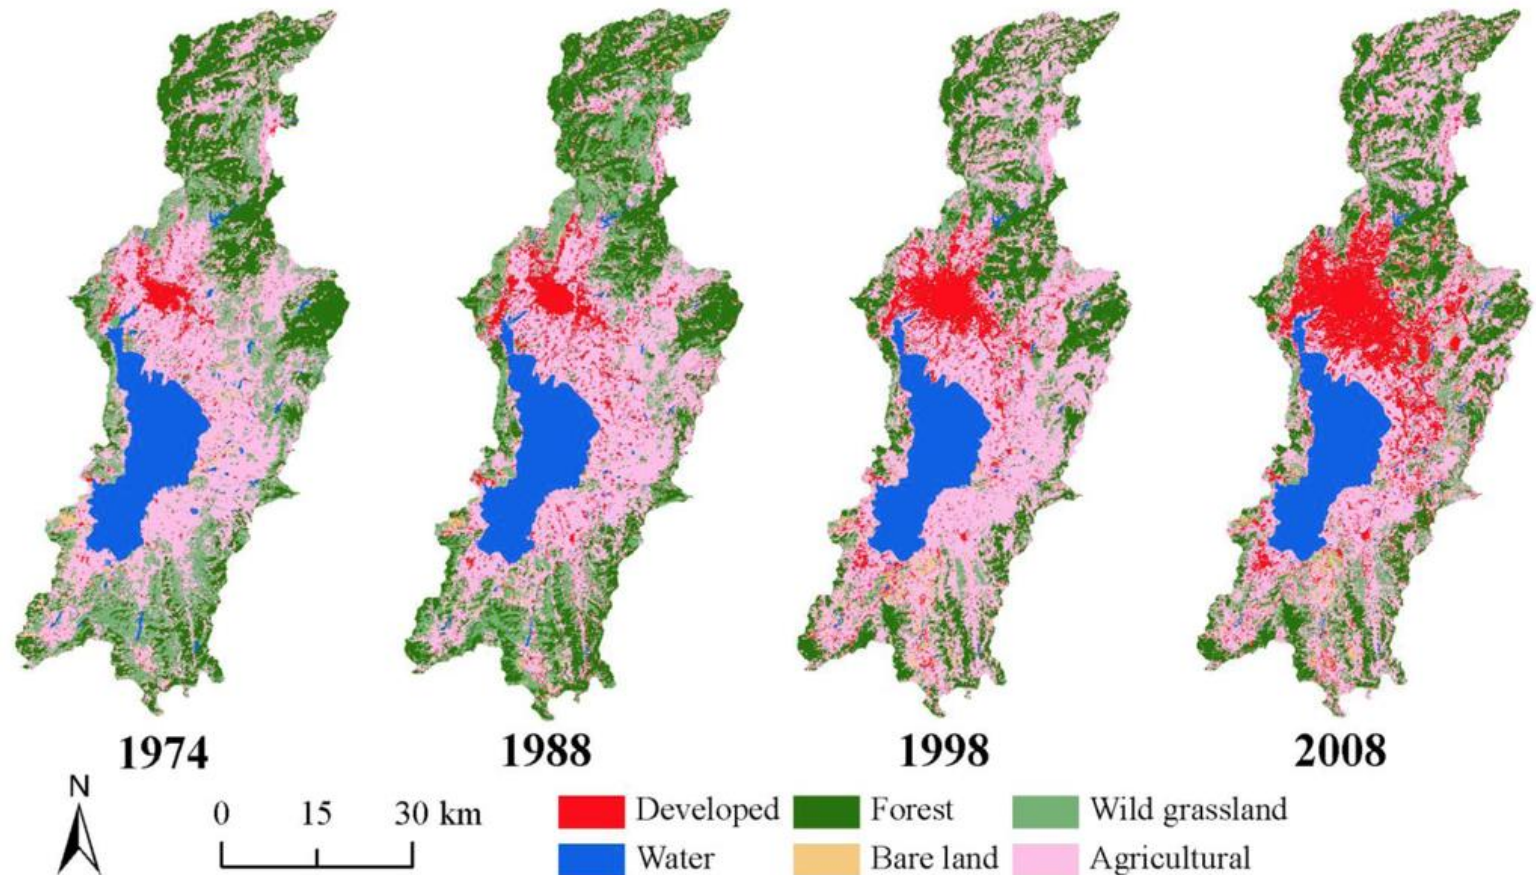 1974 1988 1998 2008
N
0 15 30 km
Developed Forest Wild grassland
Water Bare land Agricultural